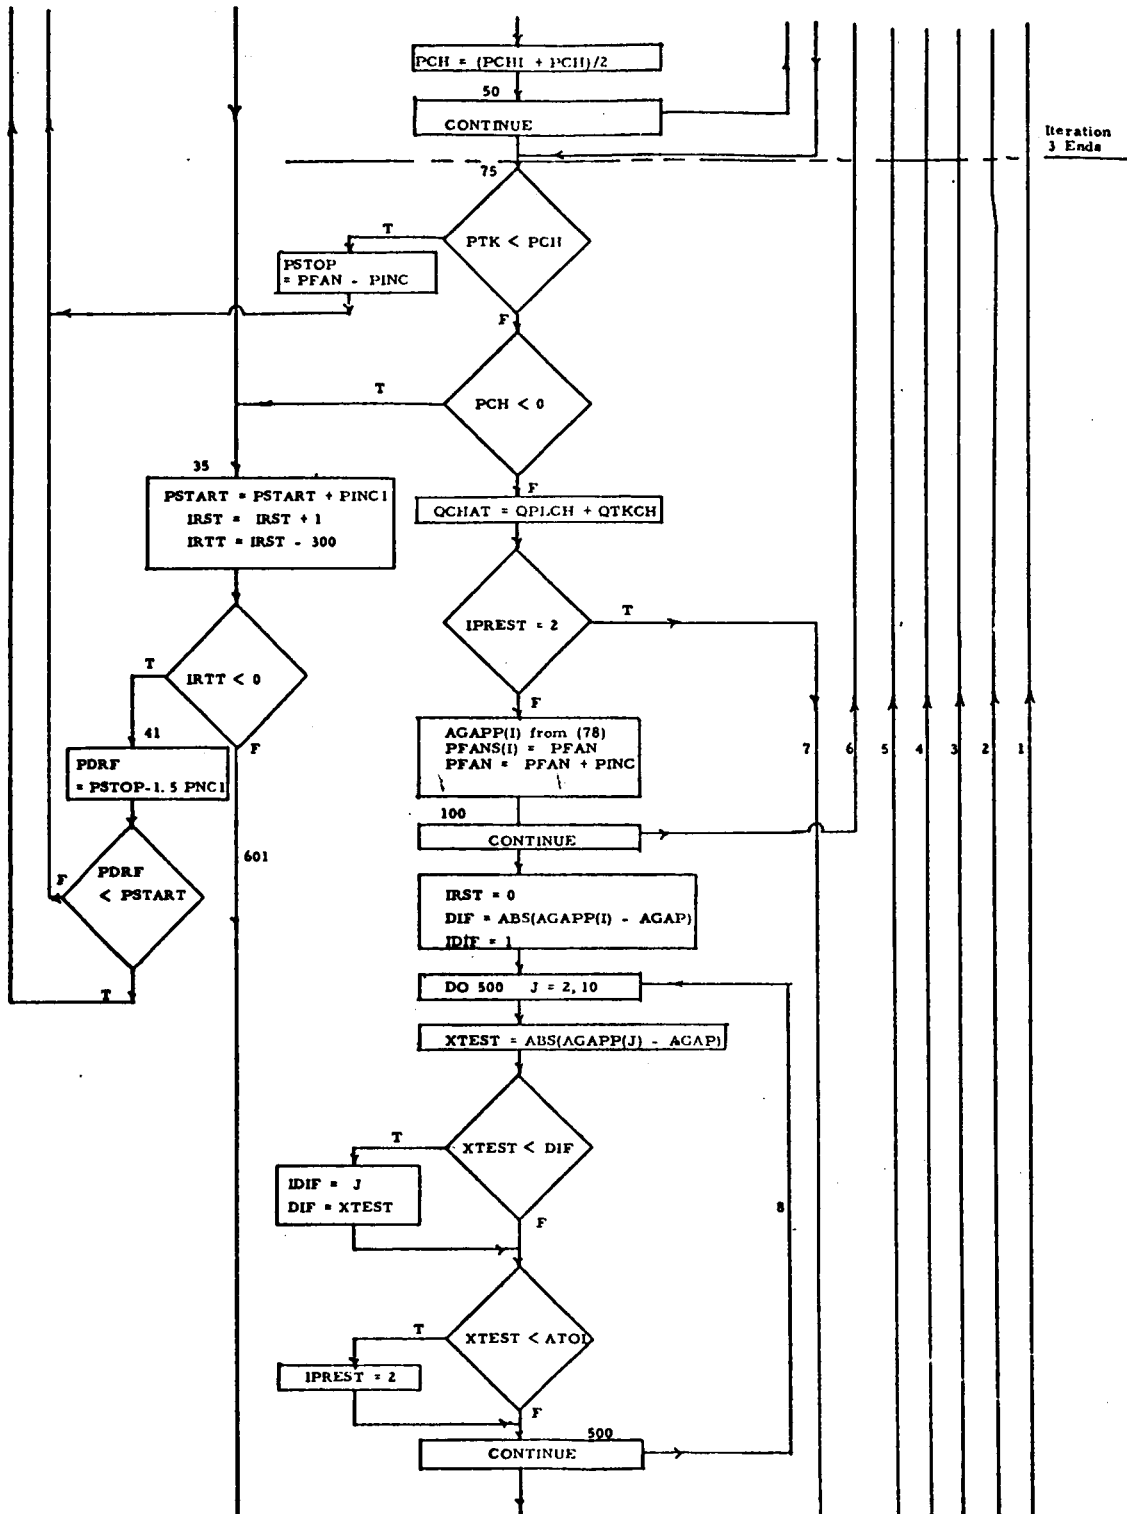 PCH = (PCH1 + PCH)/2
50
CONTINUE
Iteration
3 Ends
75
PTK < PCH
T
PSTOP
= PFAN - PINC
F
PCH < 0
T
F
35
PSTART = PSTART + PINC1
IRST = IRST + 1
IRTT = IRST - 300
QCHAT = QPLCH + QTKCH
IPREST = 2
T
F
IRTT < 0
T
F
41
PDRF
= PSTOP-1.5 PNC1
AGAPP(I) from (78)
PFANS(I) = PFAN
PFAN = PFAN + PINC
7
6
5
4
3
2
1
100
CONTINUE
601
PDRF
< PSTART
F
T
IRST = 0
DIF = ABS(AGAPP(I) - AGAP)
IDIF = 1
DO 500 J = 2, 10
XTEST = ABS(AGAPP(J) - AGAP)
XTEST < DIF
T
IDIF = J
DIF = XTEST
F
8
XTEST < ATOL
T
IPREST = 2
F
500
CONTINUE